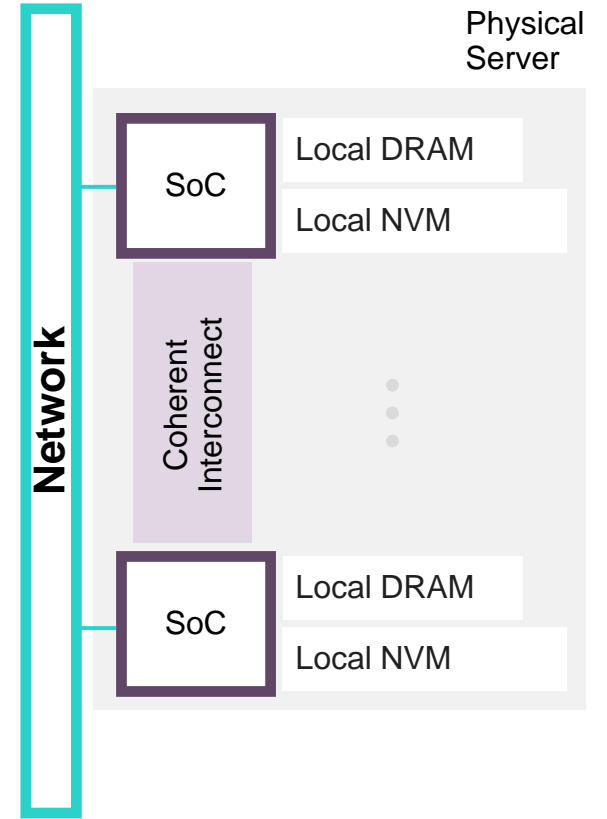 Physical
Server
SoC
Local DRAM
Local NVM
Network
Coherent
Interconnect
SoC
Local DRAM
Local NVM